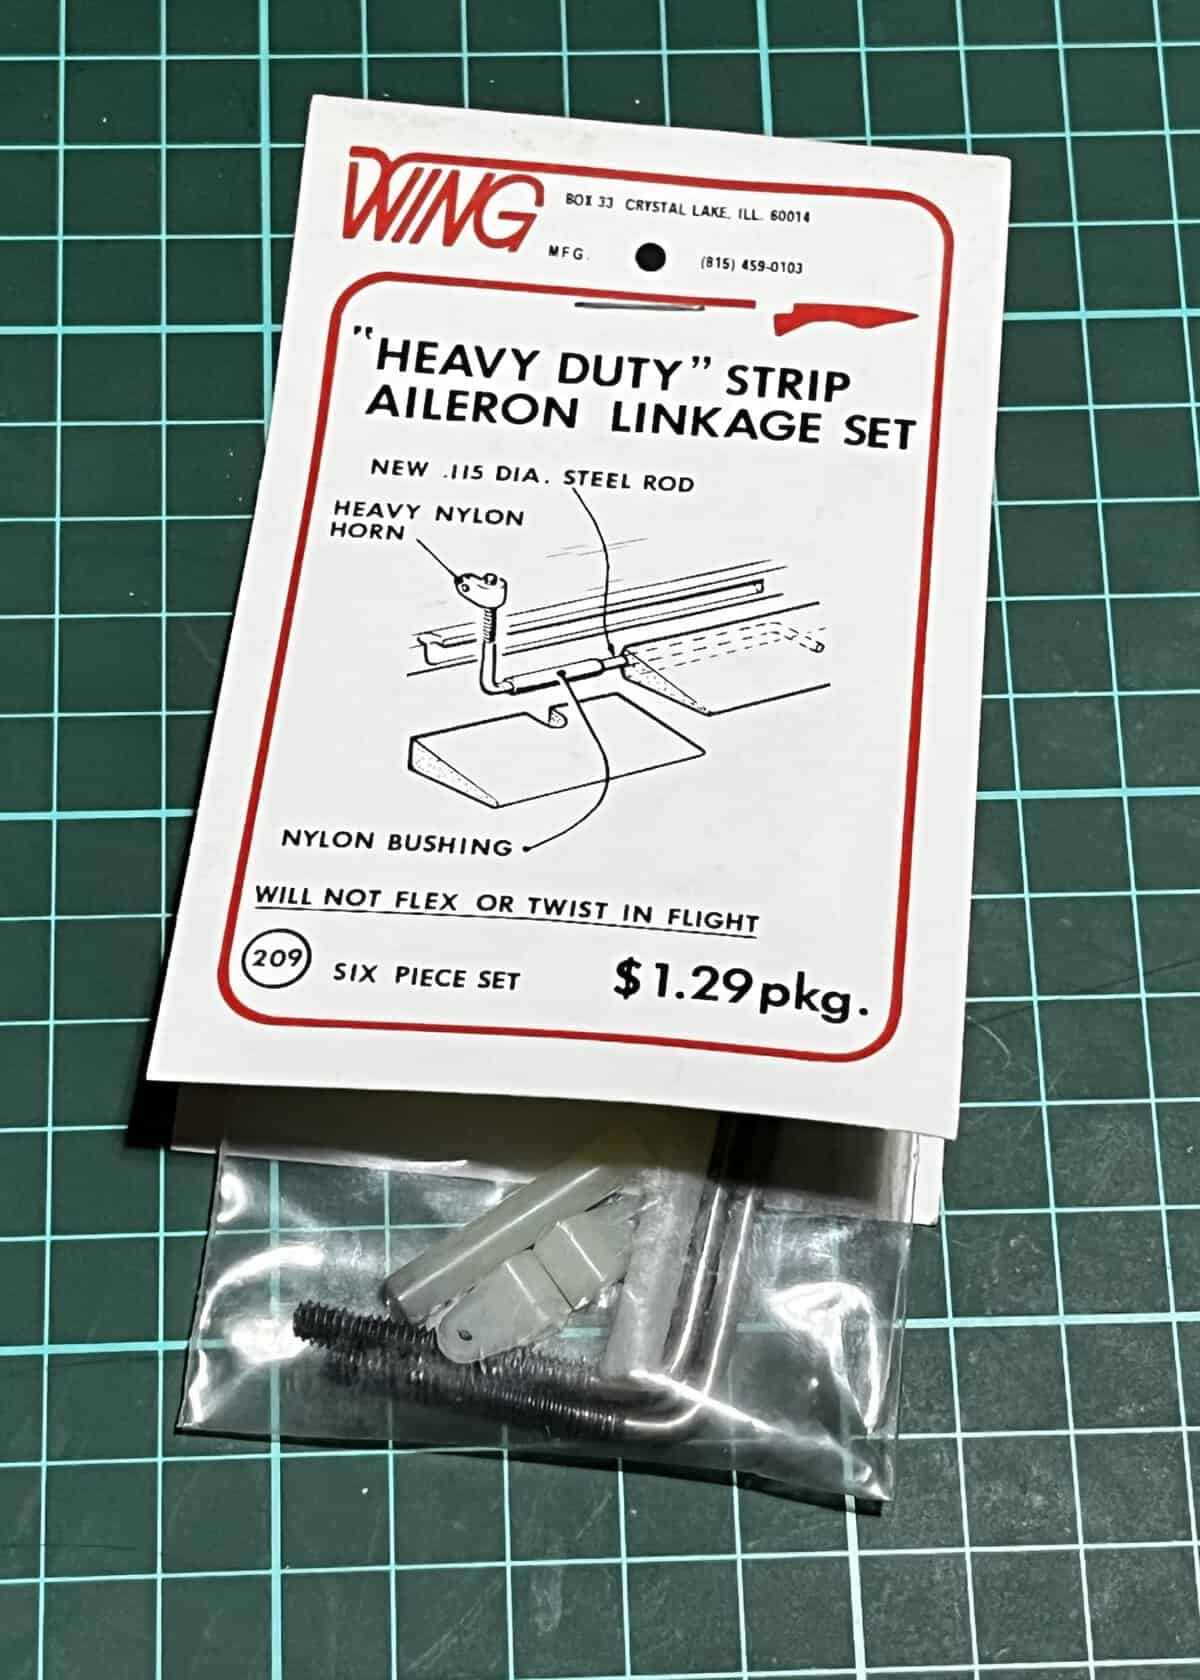 WING
BOX 33 CRYSTAL LAKE, ILL. 60014
MFG.
(815) 459-0103
"HEAVY DUTY" STRIP
AILERON LINKAGE SET
NEW .115 DIA. STEEL ROD
HEAVY NYLON
HORN
NYLON BUSHING
WILL NOT FLEX OR TWIST IN FLIGHT
209
SIX PIECE SET
$1.29 pkg.